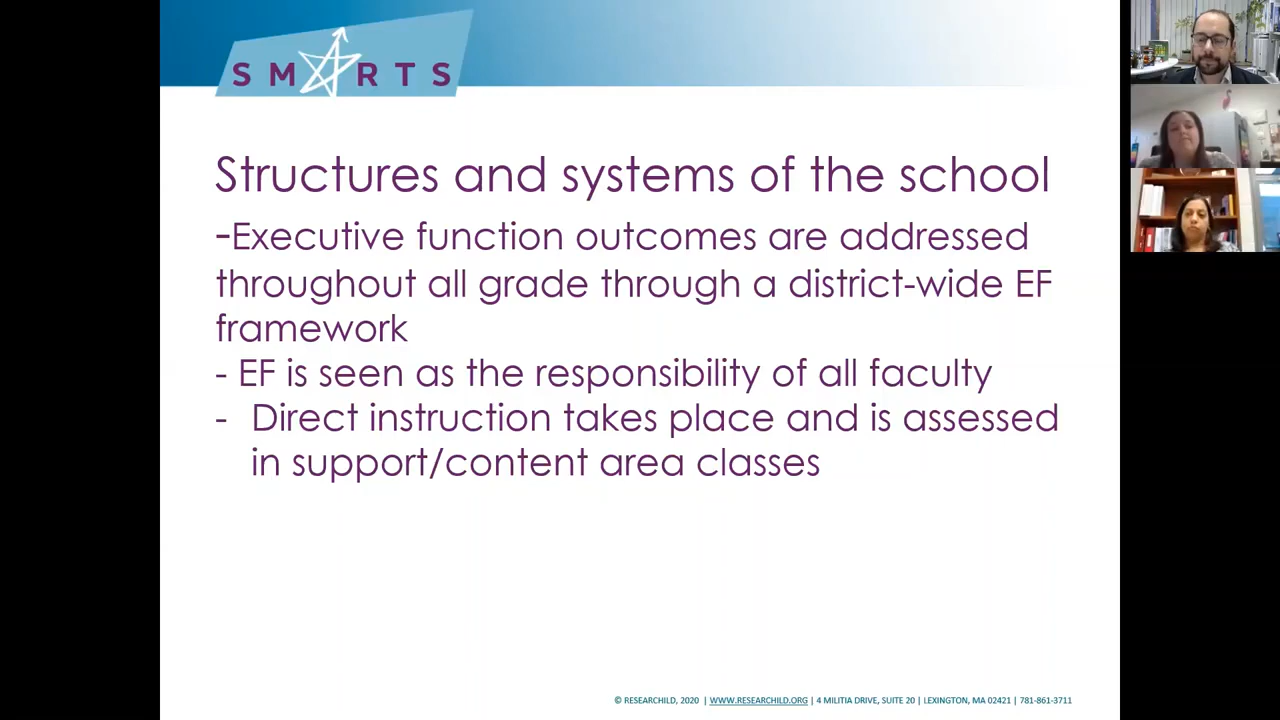 SMARTS
Structures and systems of the school
-Executive function outcomes are addressed
throughout all grade through a district-wide EF
framework
- EF is seen as the responsibility of all faculty
- Direct instruction takes place and is assessed
in support/content area classes
© RESEARCHILD, 2020 | WWW.RESEARCHILD.ORG | 4 MILITIA DRIVE, SUITE 20 | LEXINGTON, MA 02421 | 781-861-3711